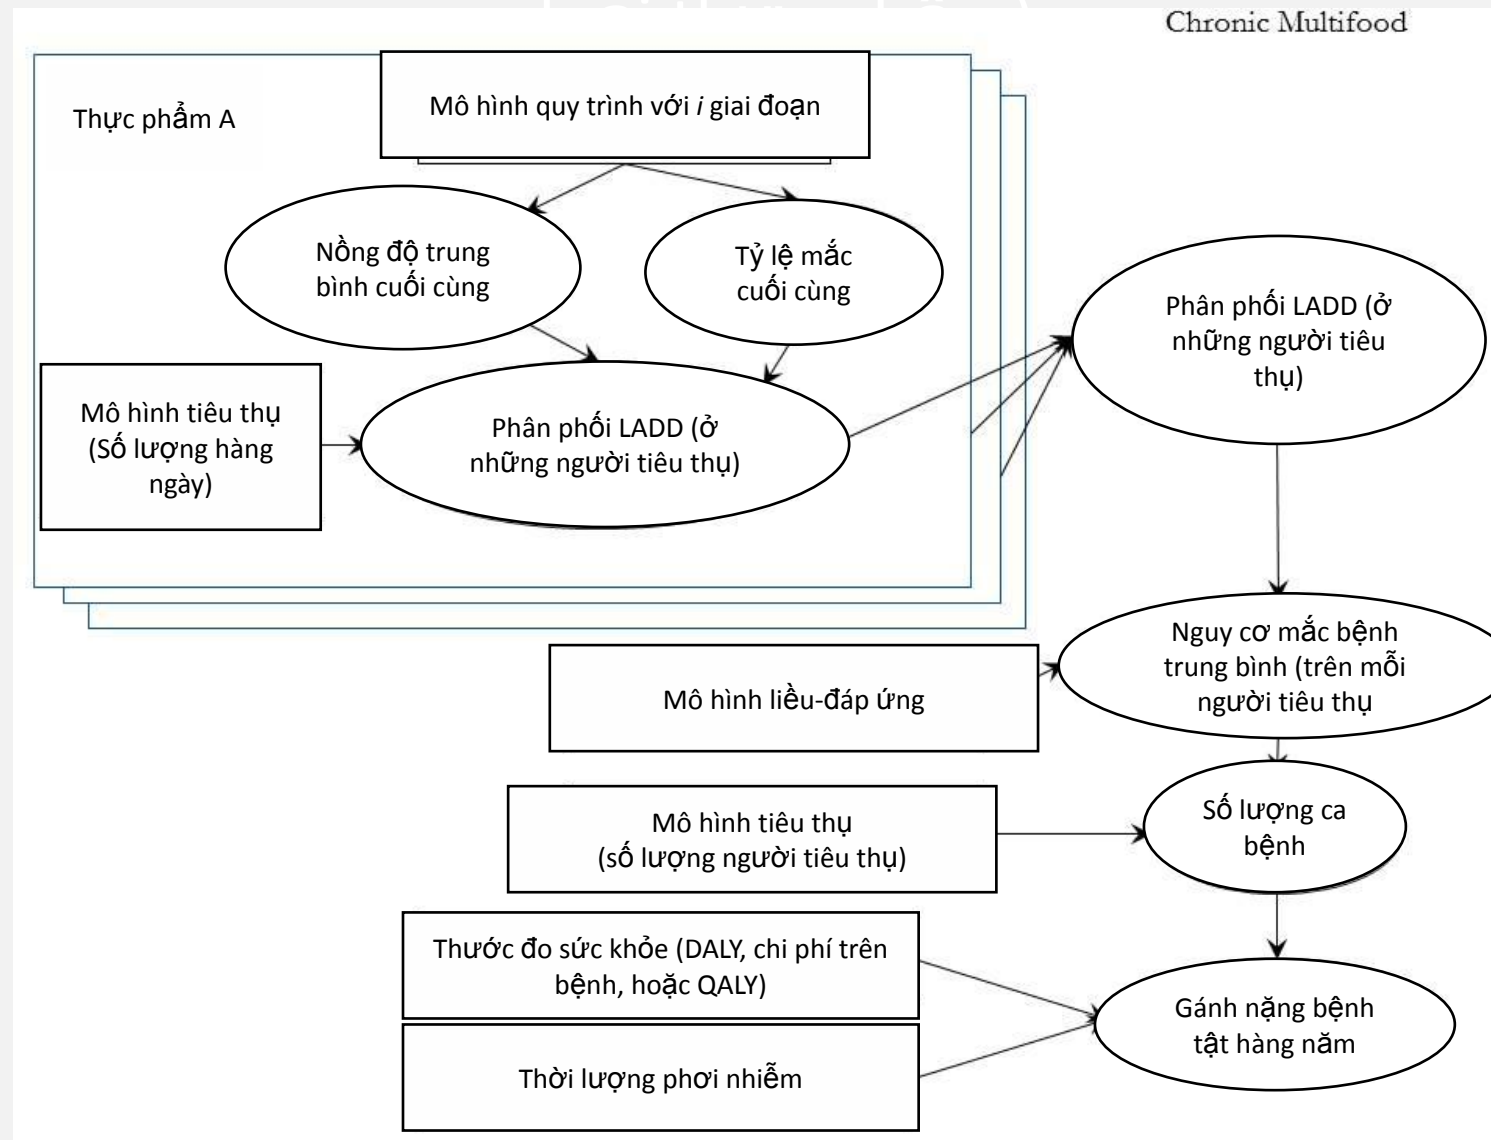 Chronic Multifood
Thực phẩm A
Mô hình quy trình với i giai đoạn
Nồng độ trung
bình cuối cùng
Tỷ lệ mắc
cuối cùng
Mô hình tiêu thụ
(Số lượng hàng
ngày)
Phân phối LADD (ở
những người tiêu thụ)
Phân phối LADD (ở
những người tiêu
thụ)
Nguy cơ mắc bệnh
trung bình (trên mỗi
người tiêu thụ
Mô hình liều-đáp ứng
Mô hình tiêu thụ
(số lượng người tiêu thụ)
Số lượng ca
bệnh
Thước đo sức khỏe (DALY, chi phí trên
bệnh, hoặc QALY)
Thời lượng phơi nhiễm
Gánh nặng bệnh
tật hàng năm